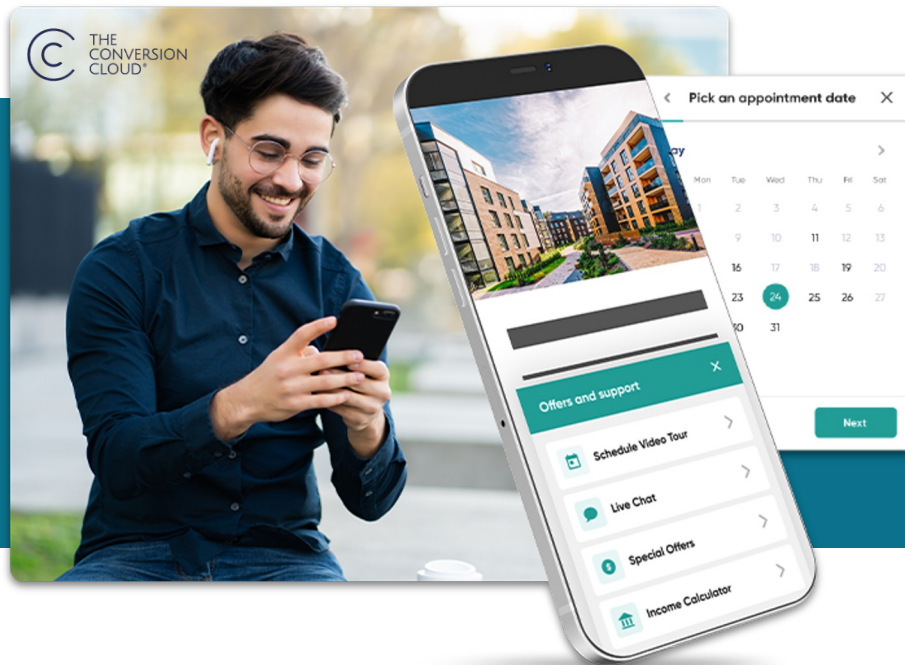 THE
CONVERSION
CLOUD®
Pick an appointment date
ay
Mon Tue Wed Thu Fri Sat
1 2 3 4 5 6
9 10 11 12 13
16 17 18 19 20
23 24 25 26 27
30 31
Next
Offers and support
Schedule Video Tour
Live Chat
Special Offers
Income Calculator